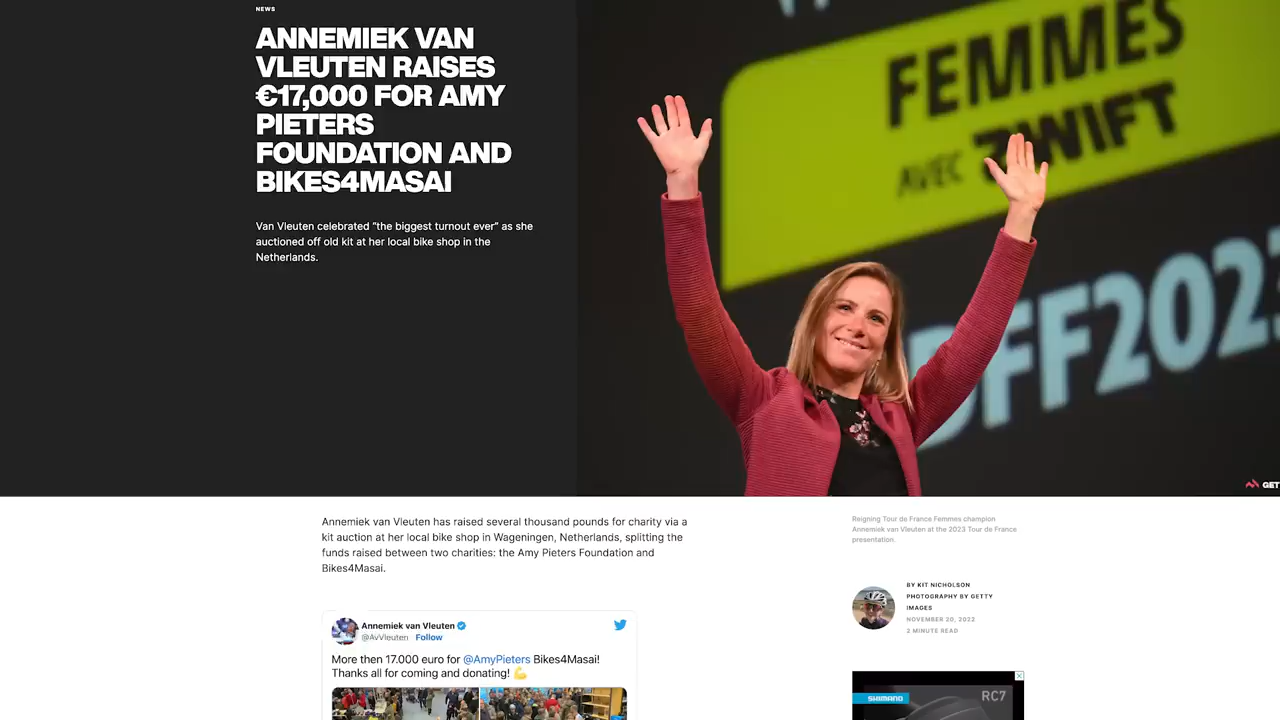 NEWS
ANNEMIEK VAN
VLEUTEN RAISES
€17,000 FOR AMY
PIETERS
FOUNDATION AND
BIKES4MASAI
Van Vleuten celebrated "the biggest turnout ever" as she
auctioned off old kit at her local bike shop in the
Netherlands.
FEMMES
AVEC ZWIFT
DFF2023
GET
Annemiek van Vleuten has raised several thousand pounds for charity via a
kit auction at her local bike shop in Wageningen, Netherlands, splitting the
funds raised between two charities: the Amy Pieters Foundation and
Bikes4Masai.
Reigning Tour de France Femmes champion
Annemiek van Vleuten at the 2023 Tour de France
presentation.
BY KIT NICHOLSON
PHOTOGRAPHY BY GETTY
IMAGES
NOVEMBER 20, 2022
2 MINUTE READ
Annemiek van Vleuten
@AvVleuten Follow
More then 17.000 euro for @AmyPieters Bikes4Masai!
Thanks all for coming and donating! 💪
SHIMANO
RC7